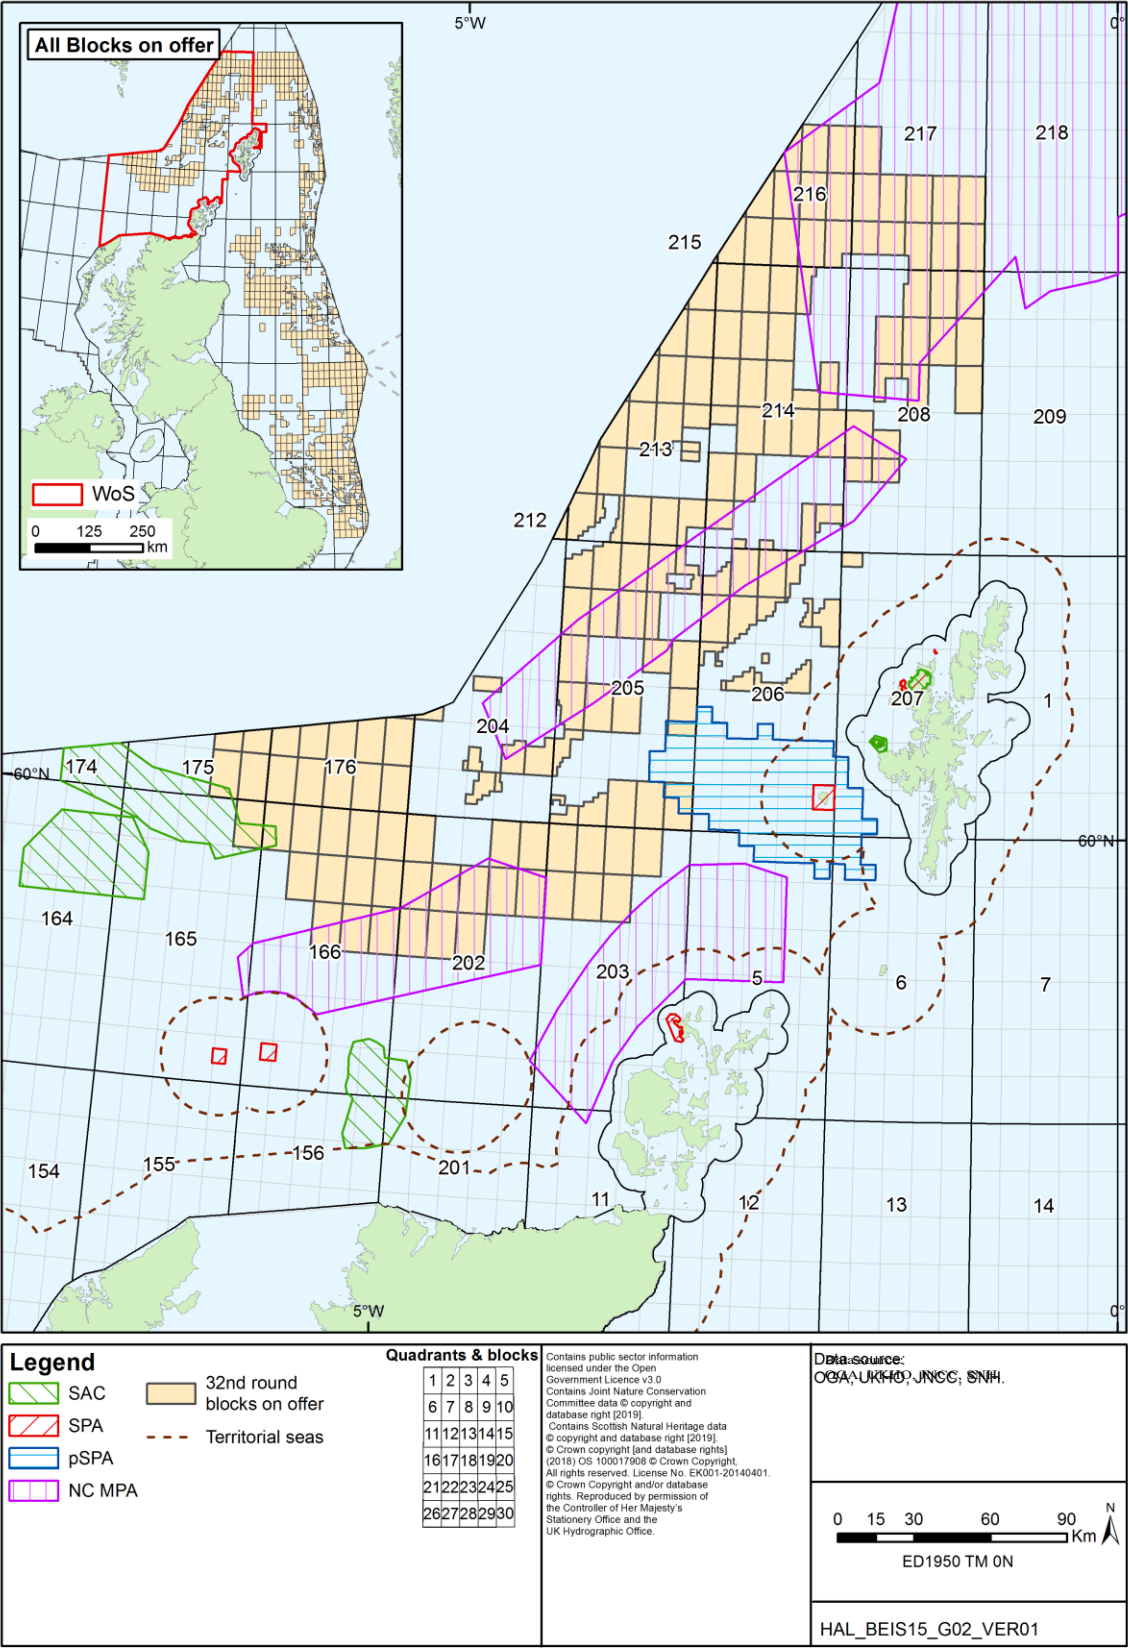 5°W
0°
All Blocks on offer
WoS
0 125 250
km
217
218
216
215
214
208
209
213
212
205
206
207
1
204
174
175
176
60°N
60°N
164
165
166
202
203
5
6
7
154
155
156
201
11
12
13
14
5°W
0°
Legend
SAC
SPA
pSPA
NC MPA
32nd round
blocks on offer
Territorial seas
Quadrants & blocks
1 2 3 4 5
6 7 8 9 10
11 12 13 14 15
16 17 18 19 20
21 22 23 24 25
26 27 28 29 30
Contains public sector information
licensed under the Open
Government Licence v3.0
Contains Joint Nature Conservation
Committee data © copyright and
database right [2019].
Contains Scottish Natural Heritage data
© copyright and database right [2019].
© Crown copyright [and database rights]
(2018) OS 100017908 © Crown Copyright,
All rights reserved. License No. EK001-20140401.
© Crown Copyright and/or database
rights. Reproduced by permission of
the Controller of Her Majesty's
Stationery Office and the
UK Hydrographic Office.
Data source:
OGA, UKHO, JNCC, SNH.
N
0 15 30 60 90
Km
ED1950 TM 0N
HAL_BEIS15_G02_VER01